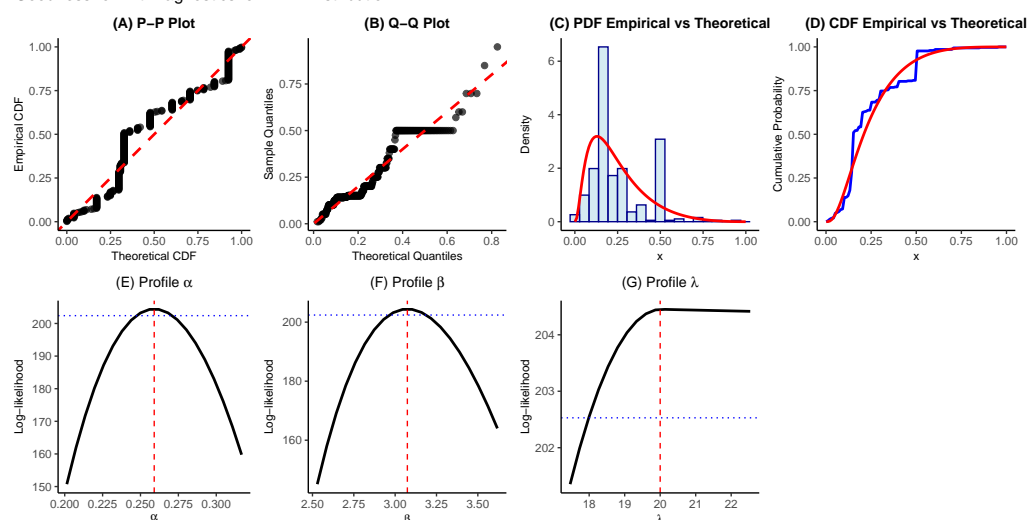 (A) P−P Plot
(B) Q−Q Plot
(C) PDF Empirical vs Theoretical
(D) CDF Empirical vs Theoretical
Empirical CDF
1.00
0.75
0.50
0.25
0.00
0.00 0.25 0.50 0.75 1.00
Theoretical CDF
Sample Quantiles
0.75
0.50
0.25
0.00
0.0 0.2 0.4 0.6 0.8
Theoretical Quantiles
Density
6
4
2
0
0.00 0.25 0.50 0.75 1.00
x
Cumulative Probability
1.00
0.75
0.50
0.25
0.00
0.00 0.25 0.50 0.75 1.00
x
(E) Profile α
(F) Profile β
(G) Profile λ
Log−likelihood
200
190
180
170
160
150
0.200 0.225 0.250 0.275 0.300
α
Log−likelihood
200
180
160
2.50 2.75 3.00 3.25 3.50
β
Log−likelihood
204
203
202
18 19 20 21 22
λ